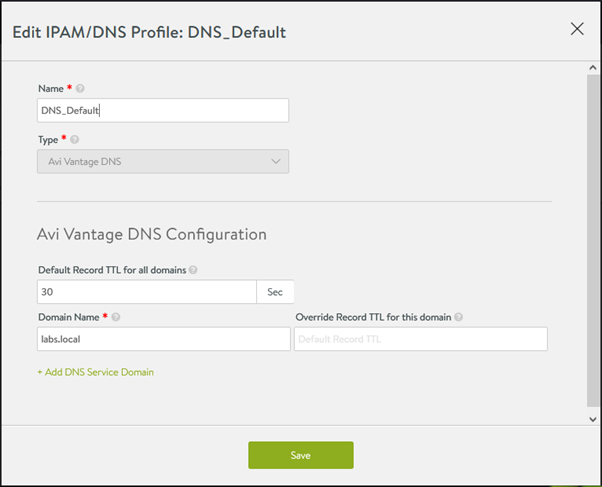 Edit IPAM/DNS Profile: DNS_Default
Name * ?
DNS_Default
Type * ?
Avi Vantage DNS
Avi Vantage DNS Configuration
Default Record TTL for all domains ?
30 Sec
Domain Name * ? Override Record TTL for this domain ?
labs.local Default Record TTL
+ Add DNS Service Domain
Save